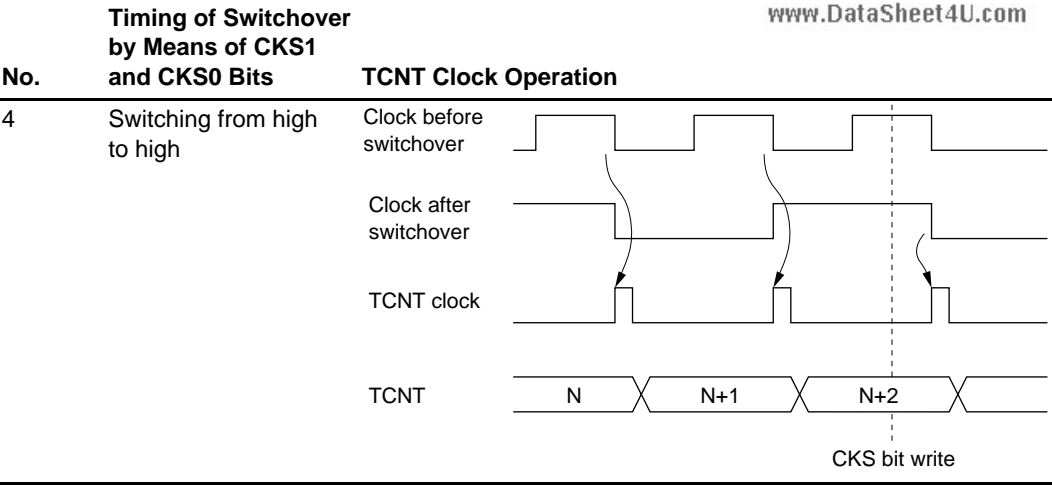 www.DataSheet4U.com
Timing of Switchover
by Means of CKS1
No. and CKS0 Bits TCNT Clock Operation
4 Switching from high
to high
Clock before
switchover
Clock after
switchover
TCNT clock
TCNT N N+1 N+2
CKS bit write